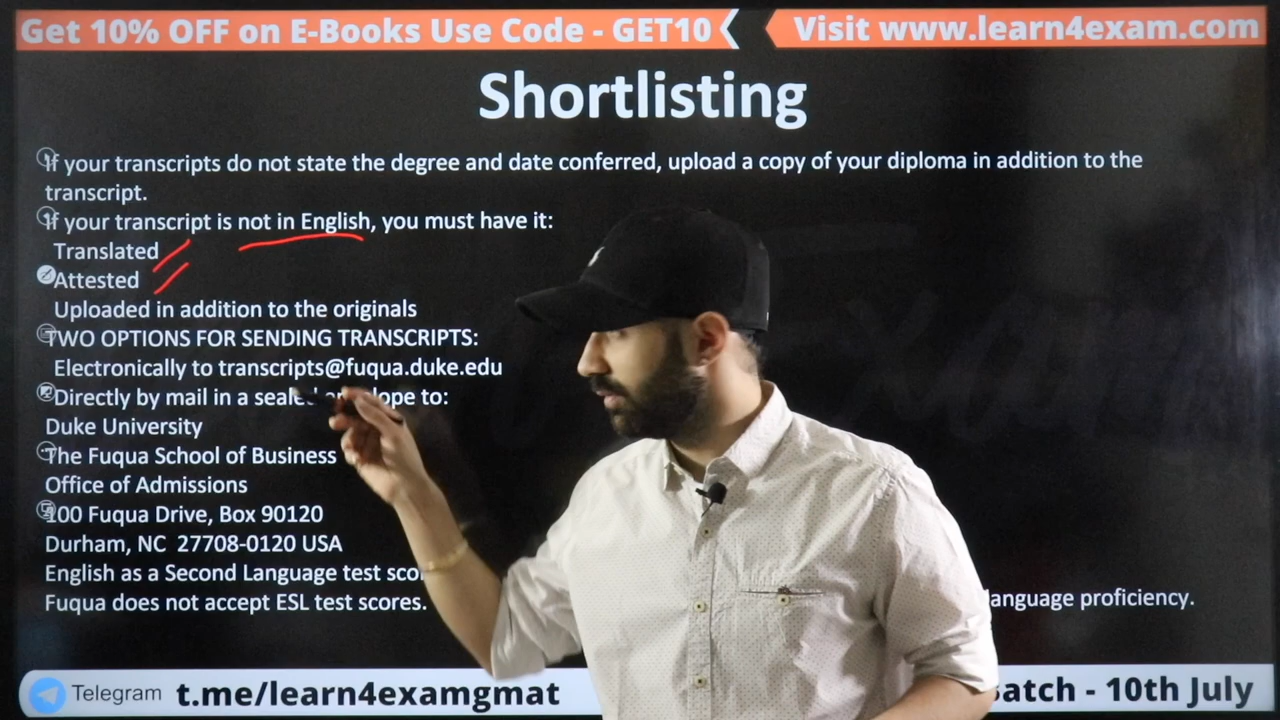 Get 10% OFF on E-Books Use Code - GET10
Visit www.learn4exam.com
Shortlisting
If your transcripts do not state the degree and date conferred, upload a copy of your diploma in addition to the
transcript.
If your transcript is not in English, you must have it:
Translated
Attested
Uploaded in addition to the originals
TWO OPTIONS FOR SENDING TRANSCRIPTS:
Electronically to transcripts@fuqua.duke.edu
Directly by mail in a sealed to:
Duke University
The Fuqua School of Business
Office of Admissions
100 Fuqua Drive, Box 90120
Durham, NC 27708-0120 USA
English as a Second Language test
Fuqua does not accept ESL test scores. language proficiency.
Telegram t.me/learn4examgmat
- 10th July